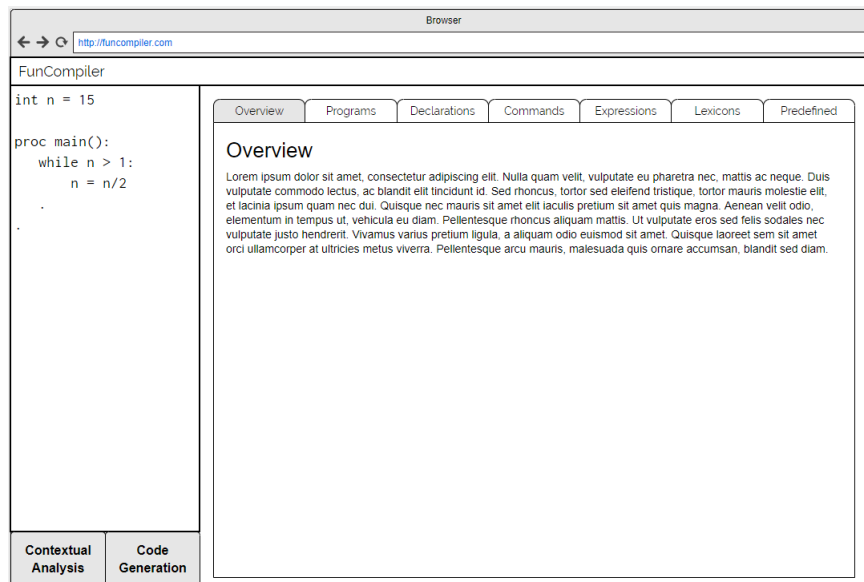 Browser
http://funcompiler.com
FunCompiler
int n = 15
proc main():
while n > 1:
n = n/2
.
.
Contextual Analysis
Code Generation
Overview Programs Declarations Commands Expressions Lexicons Predefined
Overview
Lorem ipsum dolor sit amet, consectetur adipiscing elit. Nulla quam velit, vulputate eu pharetra nec, mattis ac neque. Duis
vulputate commodo lectus, ac blandit elit tincidunt id. Sed rhoncus, tortor sed eleifend tristique, tortor mauris molestie elit,
et lacinia ipsum quam nec dui. Quisque nec mauris sit amet elit iaculis pretium sit amet quis magna. Aenean velit odio,
elementum in tempus ut, vehicula eu diam. Pellentesque rhoncus aliquam mattis. Ut vulputate eros sed felis sodales nec
vulputate justo hendrerit. Vivamus varius pretium ligula, a aliquam odio euismod sit amet. Quisque laoreet sem sit amet
orci ullamcorper at ultricies metus viverra. Pellentesque arcu mauris, malesuada quis ornare accumsan, blandit sed diam.